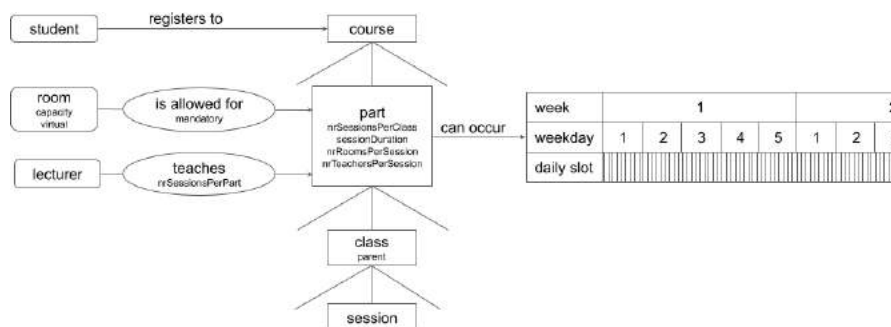 student
registers to
course
room
capacity
virtual
is allowed for
mandatory
part
nrSessionsPerClass
sessionDuration
nrRoomsPerSession
nrTeachersPerSession
can occur
week 1
weekday 1 2 3 4 5 1 2
daily slot
lecturer
teaches
nrSessionsPerPart
class
parent
session